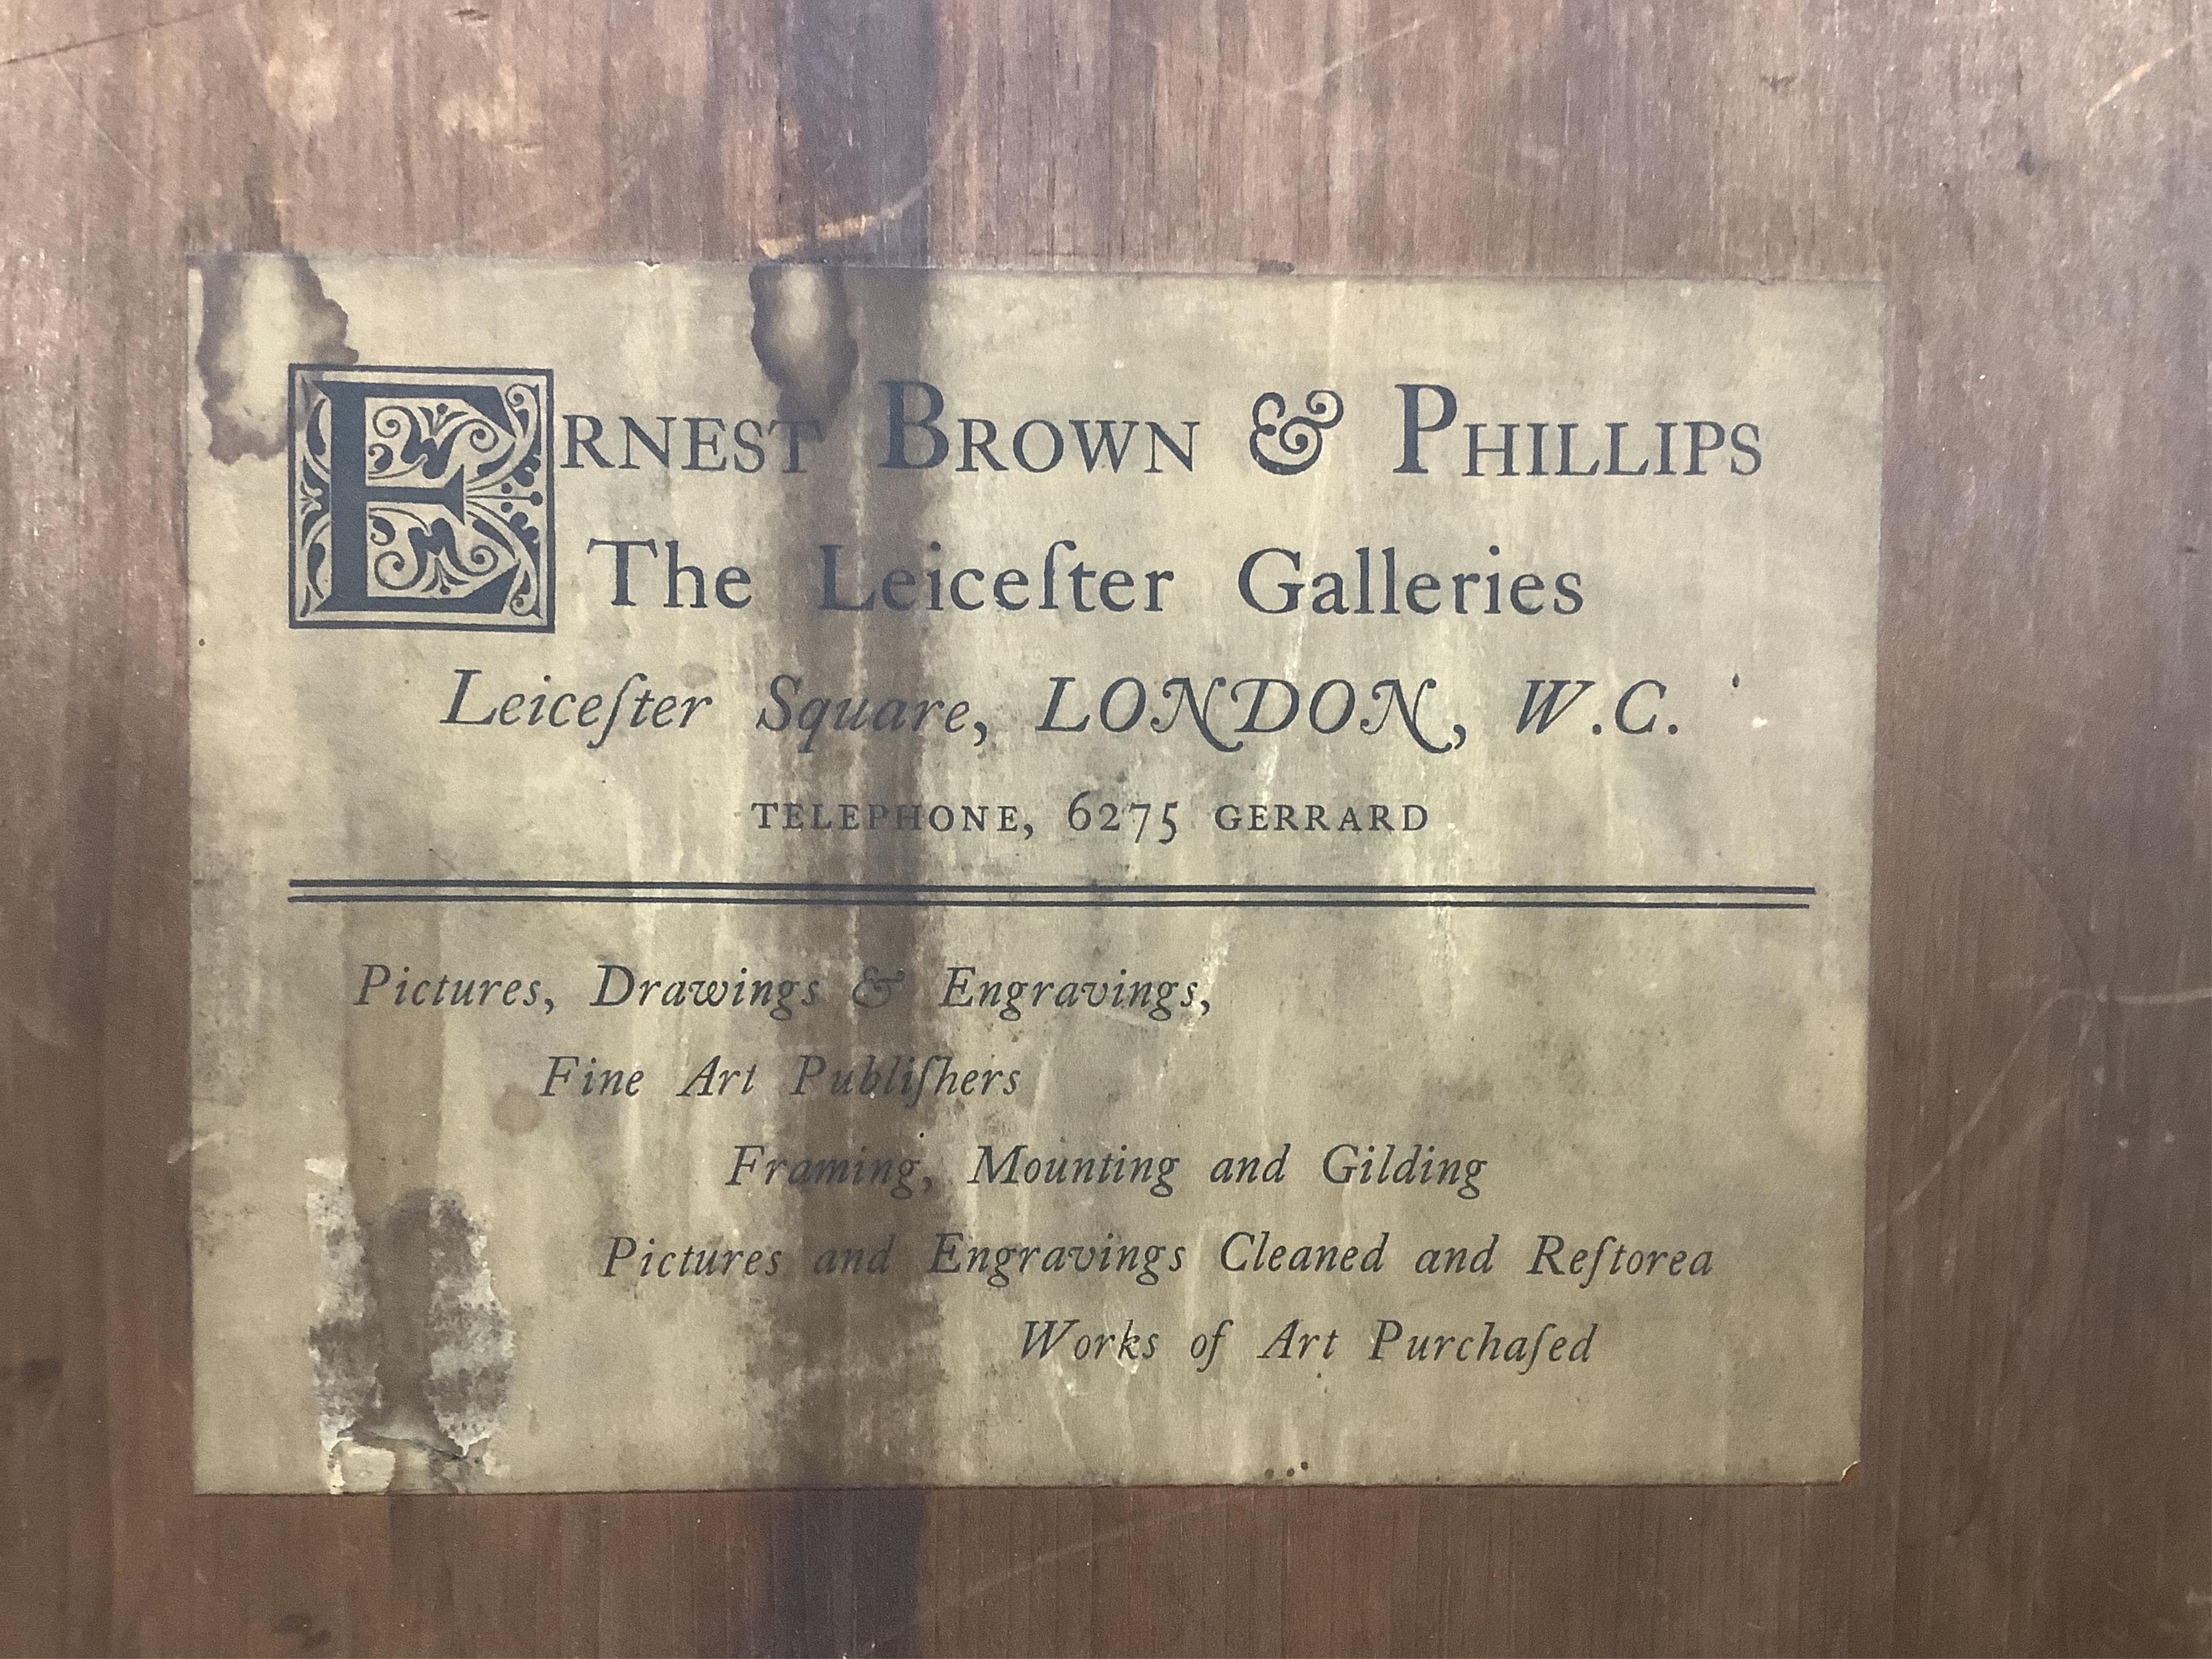 ERNEST BROWN & PHILLIPS
The Leiceſter Galleries
Leiceſter Square, LONDON, W.C.
TELEPHONE, 6275 GERRARD
Pictures, Drawings & Engravings,
Fine Art Publiſhers
Framing, Mounting and Gilding
Pictures and Engravings Cleaned and Reſtorea
Works of Art Purchaſed